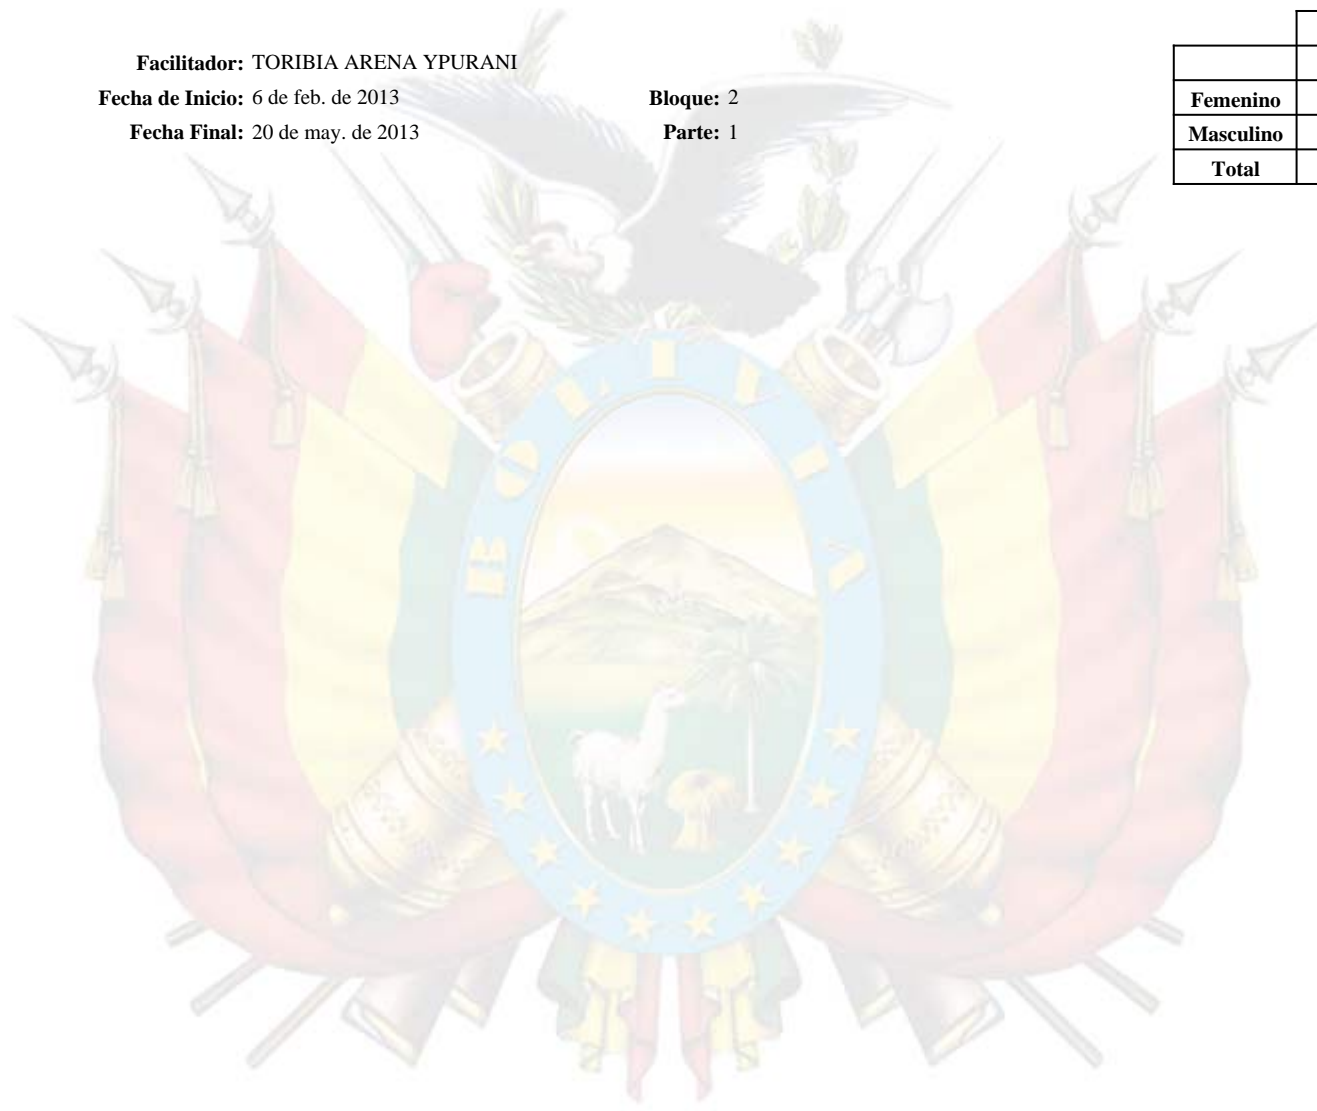 Facilitador: TORIBIA ARENA YPURANI
Fecha de Inicio: 6 de feb. de 2013 Bloque: 2
Fecha Final: 20 de may. de 2013 Parte: 1
Femenino
Masculino
Total
BOLIVIA